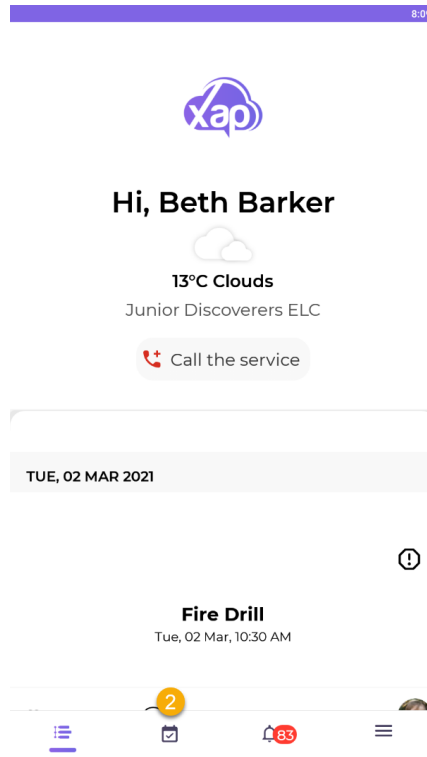 8:0
xap
Hi, Beth Barker
13°C Clouds
Junior Discoverers ELC
Call the service
TUE, 02 MAR 2021
Fire Drill
Tue, 02 Mar, 10:30 AM
2
83